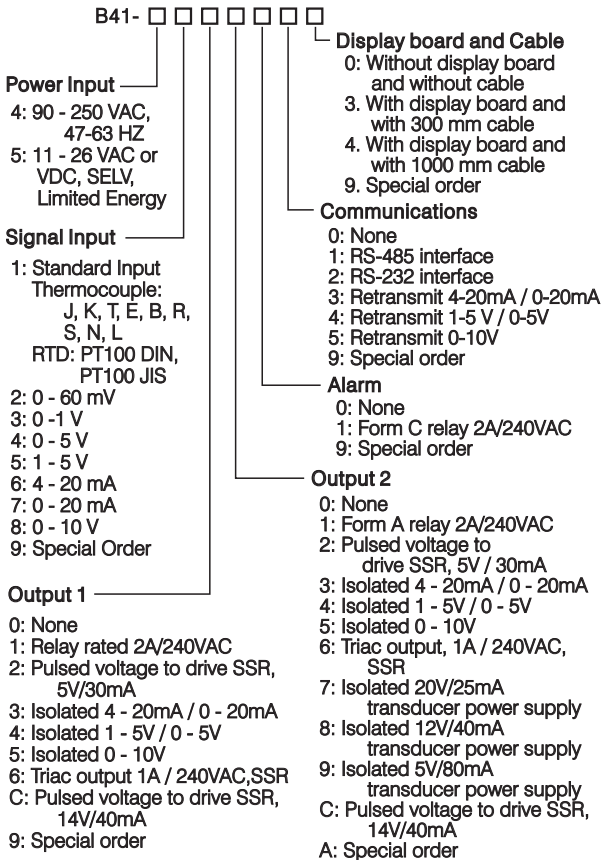 B41- □ □ □ □ □ □ □
Power Input
4: 90 - 250 VAC,
47-63 HZ
5: 11 - 26 VAC or
VDC, SELV,
Limited Energy
Signal Input
1: Standard Input
Thermocouple:
J, K, T, E, B, R,
S, N, L
RTD: PT100 DIN,
PT100 JIS
2: 0 - 60 mV
3: 0 -1 V
4: 0 - 5 V
5: 1 - 5 V
6: 4 - 20 mA
7: 0 - 20 mA
8: 0 - 10 V
9: Special Order
Output 1
0: None
1: Relay rated 2A/240VAC
2: Pulsed voltage to drive SSR,
5V/30mA
3: Isolated 4 - 20mA / 0 - 20mA
4: Isolated 1 - 5V / 0 - 5V
5: Isolated 0 - 10V
6: Triac output 1A / 240VAC,SSR
C: Pulsed voltage to drive SSR,
14V/40mA
9: Special order
Display board and Cable
0: Without display board
and without cable
3. With display board and
with 300 mm cable
4. With display board and
with 1000 mm cable
9. Special order
Communications
0: None
1: RS-485 interface
2: RS-232 interface
3: Retransmit 4-20mA / 0-20mA
4: Retransmit 1-5 V / 0-5V
5: Retransmit 0-10V
9: Special order
Alarm
0: None
1: Form C relay 2A/240VAC
9: Special order
Output 2
0: None
1: Form A relay 2A/240VAC
2: Pulsed voltage to
drive SSR, 5V / 30mA
3: Isolated 4 - 20mA / 0 - 20mA
4: Isolated 1 - 5V / 0 - 5V
5: Isolated 0 - 10V
6: Triac output, 1A / 240VAC,
SSR
7: Isolated 20V/25mA
transducer power supply
8: Isolated 12V/40mA
transducer power supply
9: Isolated 5V/80mA
transducer power supply
C: Pulsed voltage to drive SSR,
14V/40mA
A: Special order